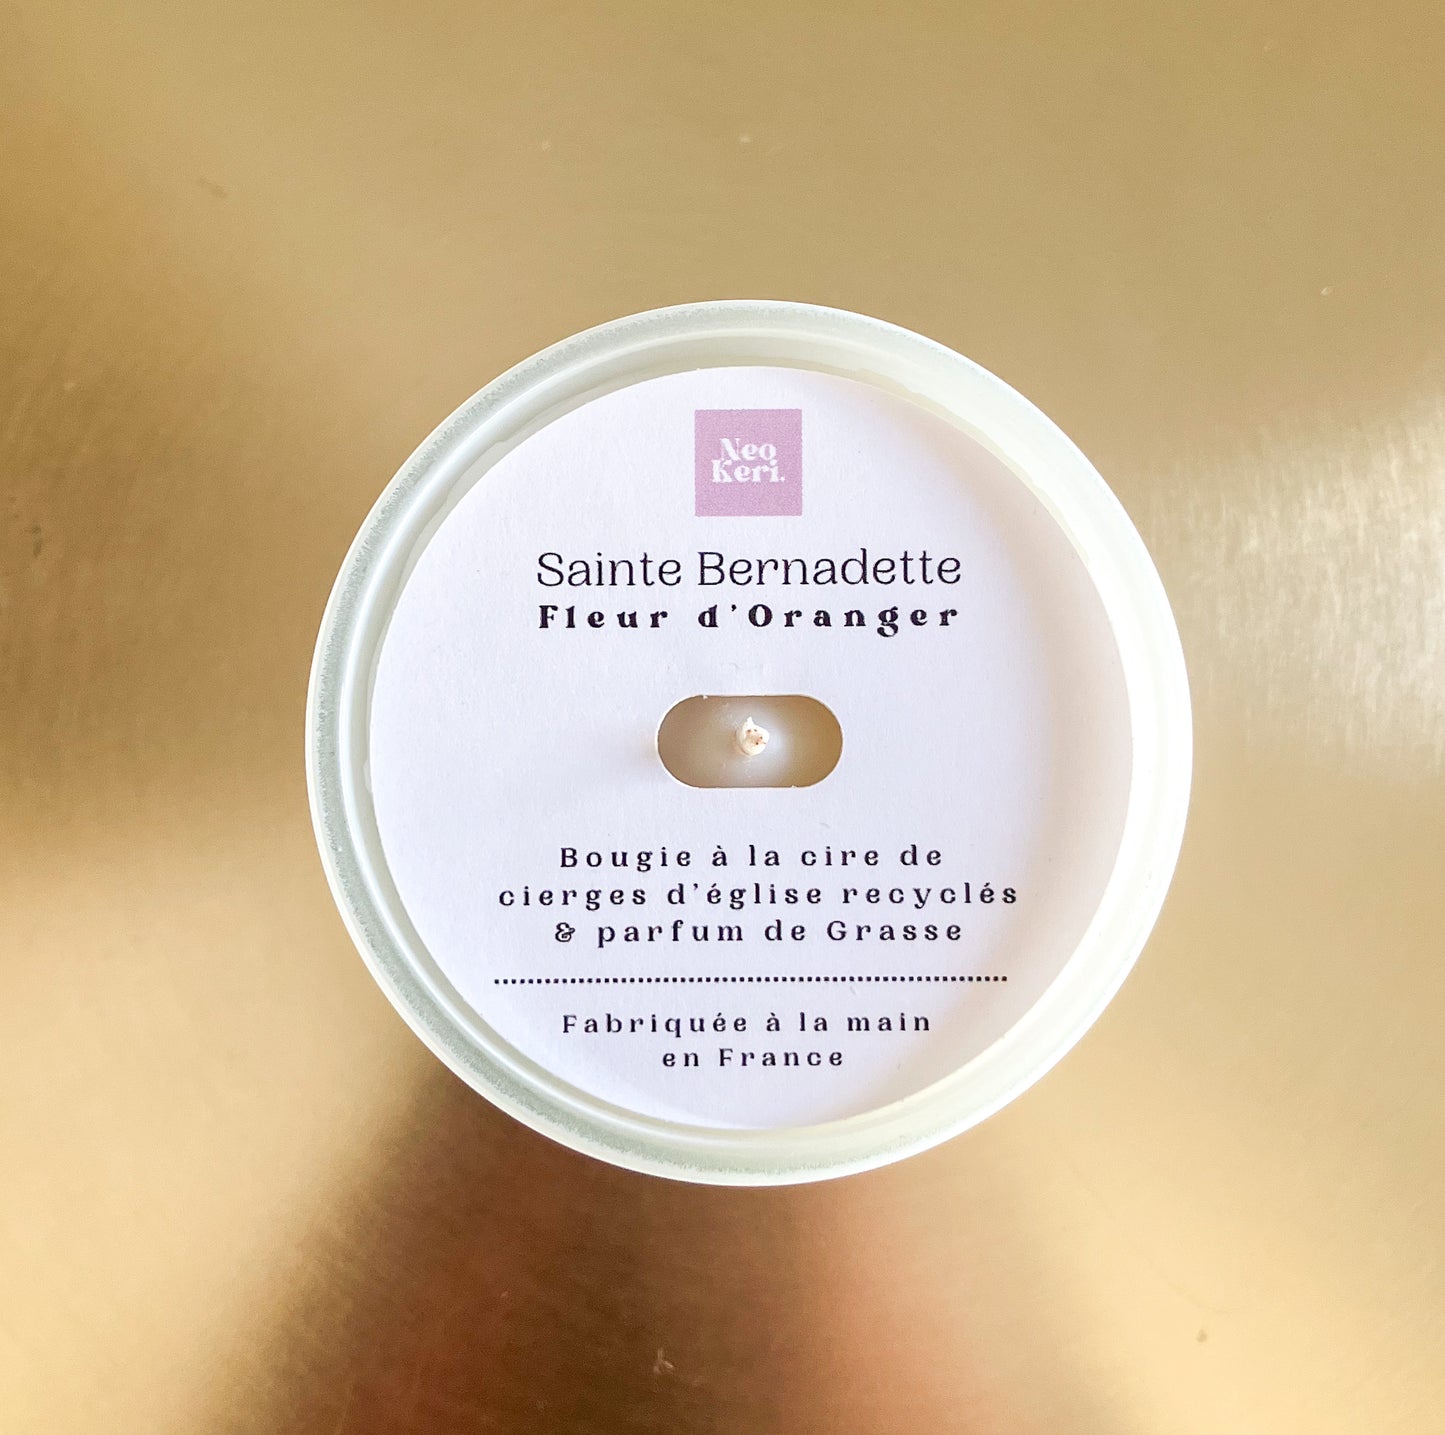 Neo
Keri.
Sainte Bernadette
Fleur d'Oranger
Bougie à la cire de
cierges d'église recyclés
& parfum de Grasse
Fabriquée à la main
en France